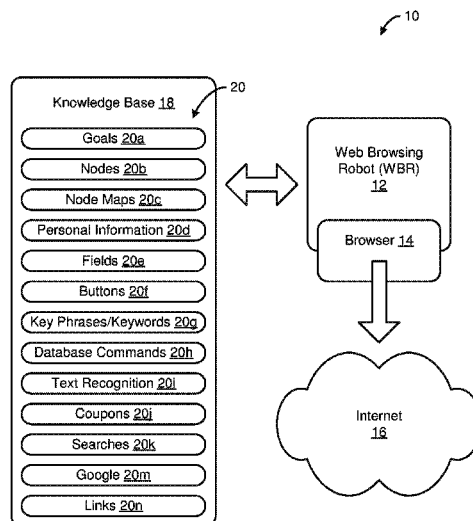 10
Knowledge Base 18
20
Goals 20a
Nodes 20b
Node Maps 20c
Personal Information 20d
Fields 20e
Buttons 20f
Key Phrases/Keywords 20g
Database Commands 20h
Text Recognition 20i
Coupons 20j
Searches 20k
Google 20m
Links 20n
Web Browsing
Robot (WBR)
12
Browser 14
Internet
16